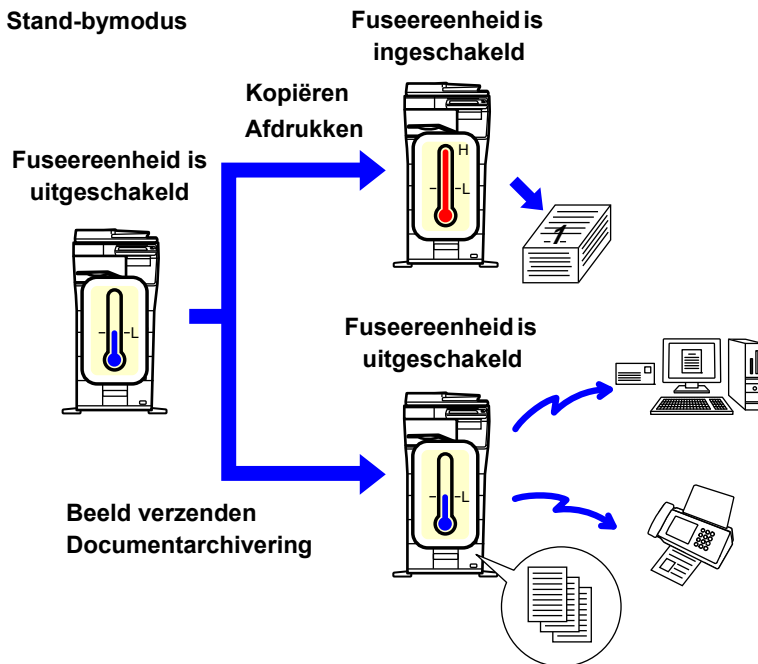 Stand-bymodus
Fuseereenheid is
ingeschakeld
Kopiëren
Afdrukken
Fuseereenheid is
uitgeschakeld
H
L
1
L
Fuseereenheid is
uitgeschakeld
L
Beeld verzenden
Documentarchivering